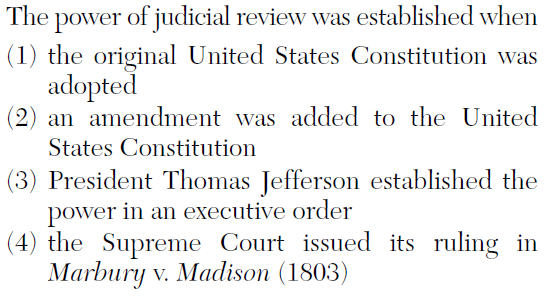 The power of judicial review was established when
(1) the original United States Constitution was
adopted
(2) an amendment was added to the United
States Constitution
(3) President Thomas Jefferson established the
power in an executive order
(4) the Supreme Court issued its ruling in
Marbury v. Madison (1803)